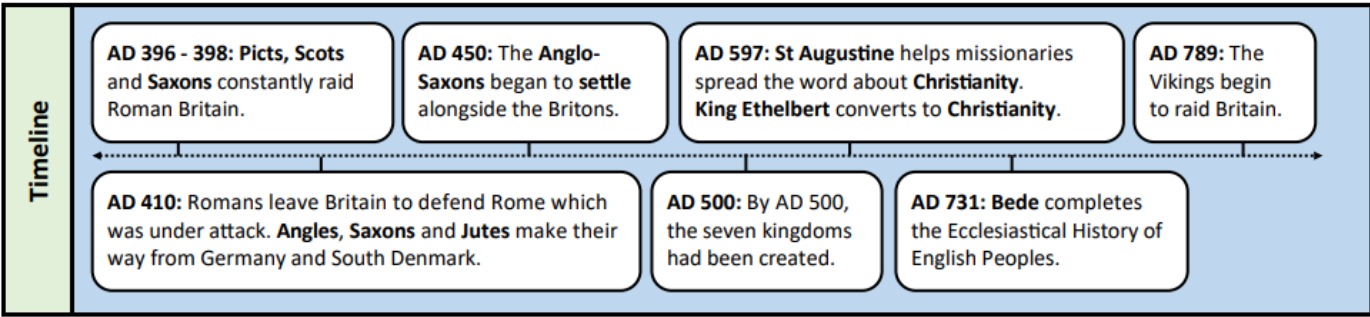 Timeline
AD 396 - 398: Picts, Scots
and Saxons constantly raid
Roman Britain.
AD 410: Romans leave Britain to defend Rome which
was under attack. Angles, Saxons and Jutes make their
way from Germany and South Denmark.
AD 450: The Anglo-
Saxons began to settle
alongside the Britons.
AD 500: By AD 500,
the seven kingdoms
had been created.
AD 597: St Augustine helps missionaries
spread the word about Christianity.
King Ethelbert converts to Christianity.
AD 731: Bede completes
the Ecclesiastical History of
English Peoples.
AD 789: The
Vikings begin
to raid Britain.